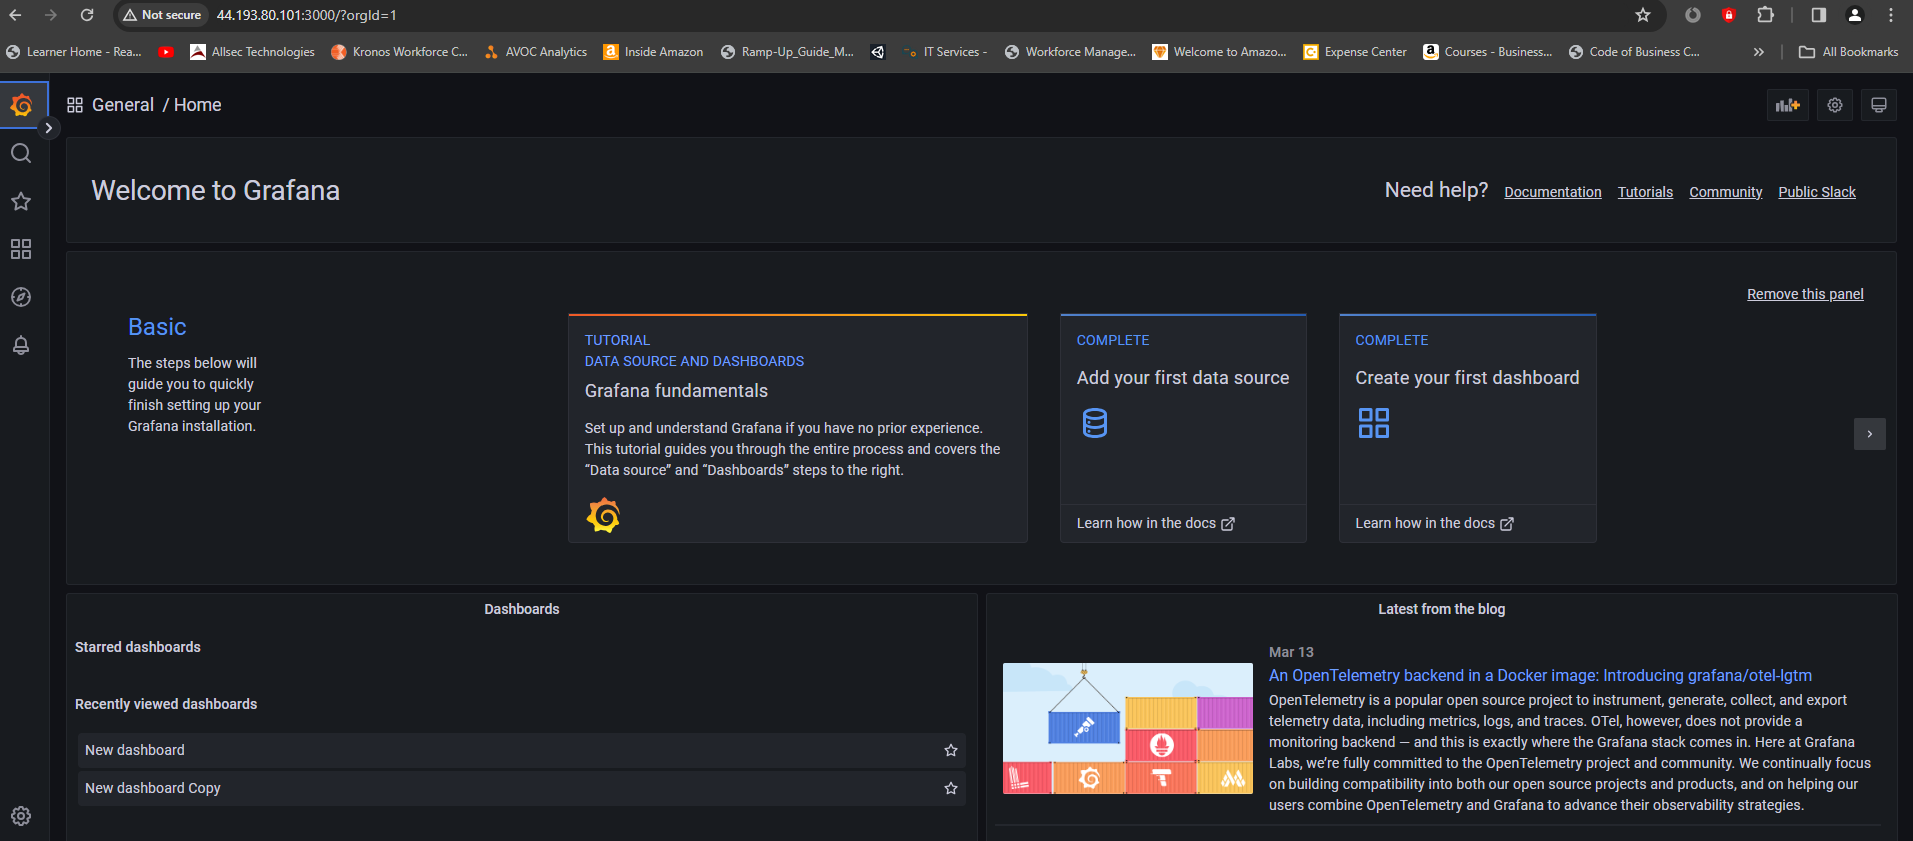 Not secure
44.193.80.101:3000/?orgId=1
Learner Home - Rea...
Allsec Technologies
Kronos Workforce C...
AVOC Analytics
Inside Amazon
Ramp-Up_Guide_M...
IT Services -
Workforce Manage...
Welcome to Amazo...
Expense Center
Courses - Business...
Code of Business C...
All Bookmarks
General / Home
Welcome to Grafana
Need help?
Documentation
Tutorials
Community
Public Slack
Remove this panel
Basic
The steps below will
guide you to quickly
finish setting up your
Grafana installation.
TUTORIAL
DATA SOURCE AND DASHBOARDS
Grafana fundamentals
Set up and understand Grafana if you have no prior experience.
This tutorial guides you through the entire process and covers the
“Data source” and “Dashboards” steps to the right.
COMPLETE
Add your first data source
Learn how in the docs
COMPLETE
Create your first dashboard
Learn how in the docs
Dashboards
Starred dashboards
Recently viewed dashboards
New dashboard
New dashboard Copy
Latest from the blog
Mar 13
An OpenTelemetry backend in a Docker image: Introducing grafana/otel-lgtm
OpenTelemetry is a popular open source project to instrument, generate, collect, and export
telemetry data, including metrics, logs, and traces. OTel, however, does not provide a
monitoring backend — and this is exactly where the Grafana stack comes in. Here at Grafana
Labs, we’re fully committed to the OpenTelemetry project and community. We continually focus
on building compatibility into both our open source projects and products, and on helping our
users combine OpenTelemetry and Grafana to advance their observability strategies.